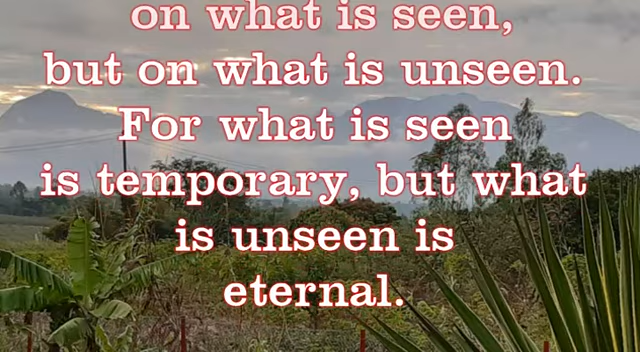 on what is seen,
but on what is unseen.
For what is seen
is temporary, but what
is unseen is
eternal.